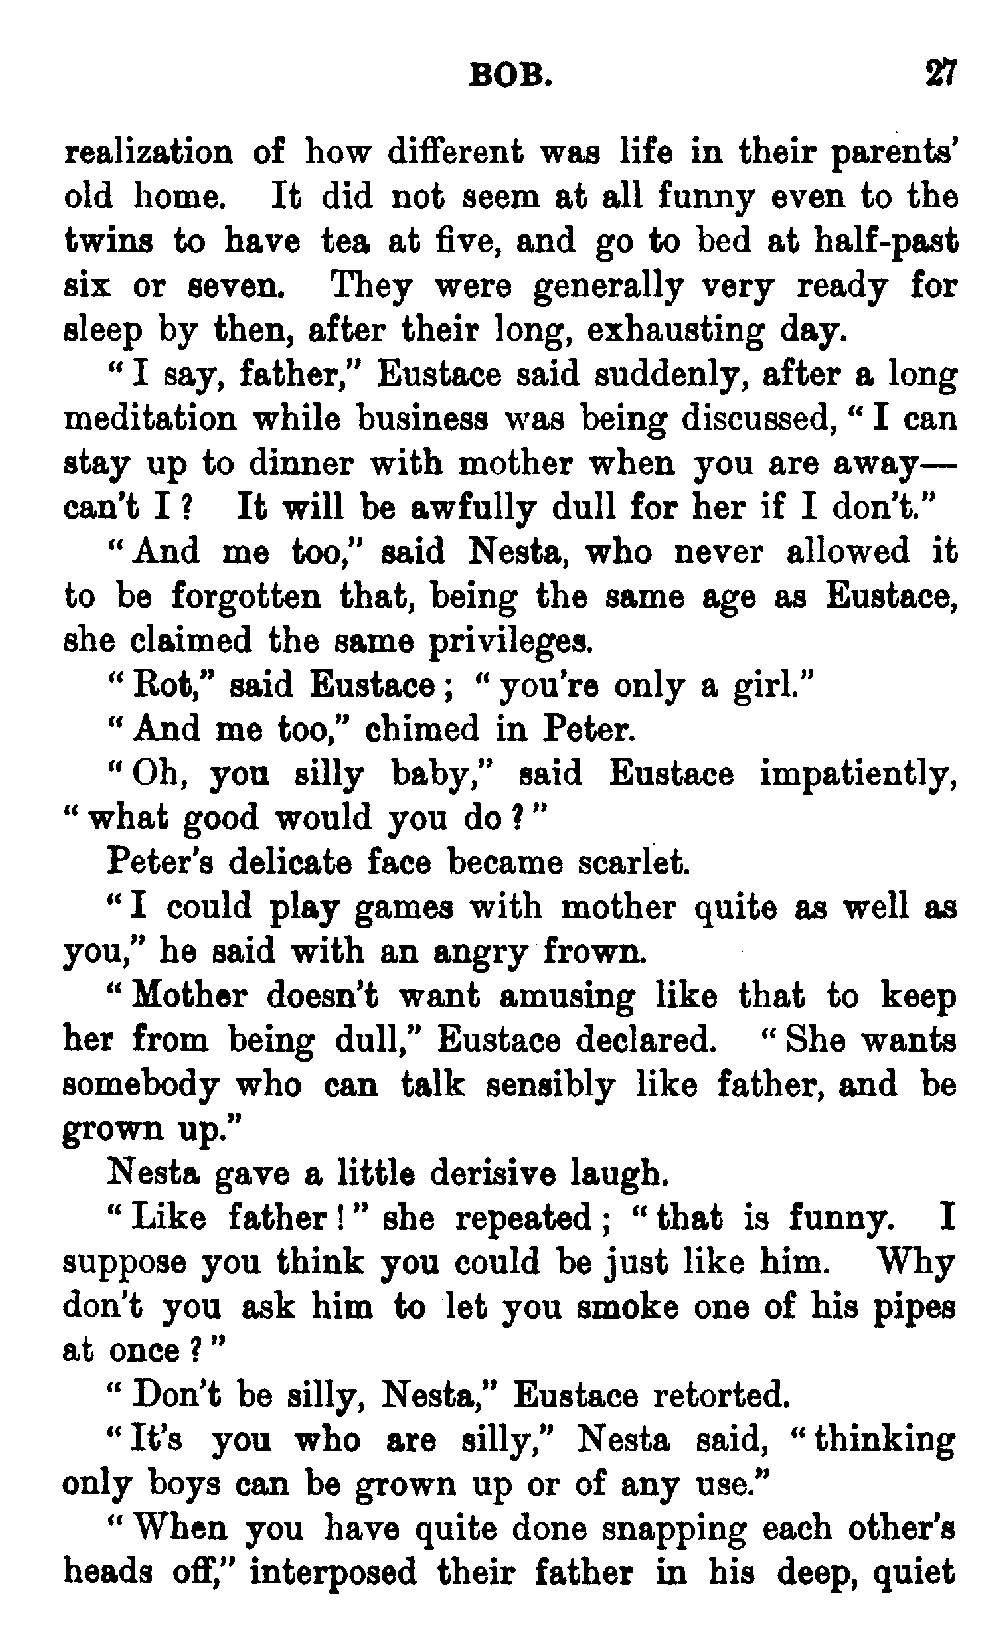 BOB. 27
realization of how different was life in their parents'
old home. It did not seem at all funny even to the
twins to have tea at five, and go to bed at half-past
six or seven. They were generally very ready for
sleep by then, after their long, exhausting day.
“I say, father,” Eustace said suddenly, after a long
meditation while business was being discussed, “I can
stay up to dinner with mother when you are away—
can't I? It will be awfully dull for her if I don't.”
“And me too,” said Nesta, who never allowed it
to be forgotten that, being the same age as Eustace,
she claimed the same privileges.
“Rot,” said Eustace; “you're only a girl.”
“And me too,” chimed in Peter.
“Oh, you silly baby,” said Eustace impatiently,
“what good would you do?”
Peter's delicate face became scarlet.
“I could play games with mother quite as well as
you,” he said with an angry frown.
“Mother doesn't want amusing like that to keep
her from being dull,” Eustace declared. “She wants
somebody who can talk sensibly like father, and be
grown up.”
Nesta gave a little derisive laugh.
“Like father!” she repeated; “that is funny. I
suppose you think you could be just like him. Why
don't you ask him to let you smoke one of his pipes
at once?”
“Don't be silly, Nesta,” Eustace retorted.
“It's you who are silly,” Nesta said, “thinking
only boys can be grown up or of any use.”
“When you have quite done snapping each other's
heads off,” interposed their father in his deep, quiet